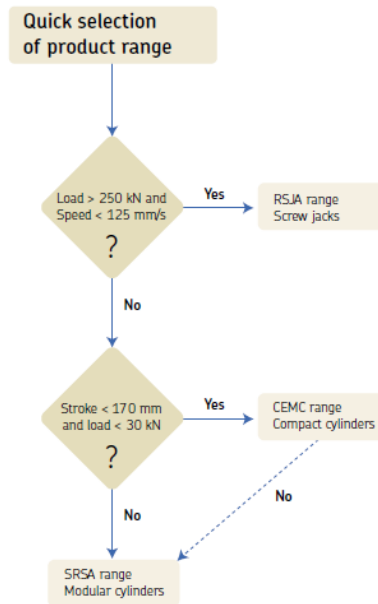 Quick selection
of product range
Load > 250 kN and
Speed < 125 mm/s
?
Yes
RSJA range
Screw jacks
No
Stroke < 170 mm
and load < 30 kN
?
Yes
CEMC range
Compact cylinders
No
No
SRSA range
Modular cylinders